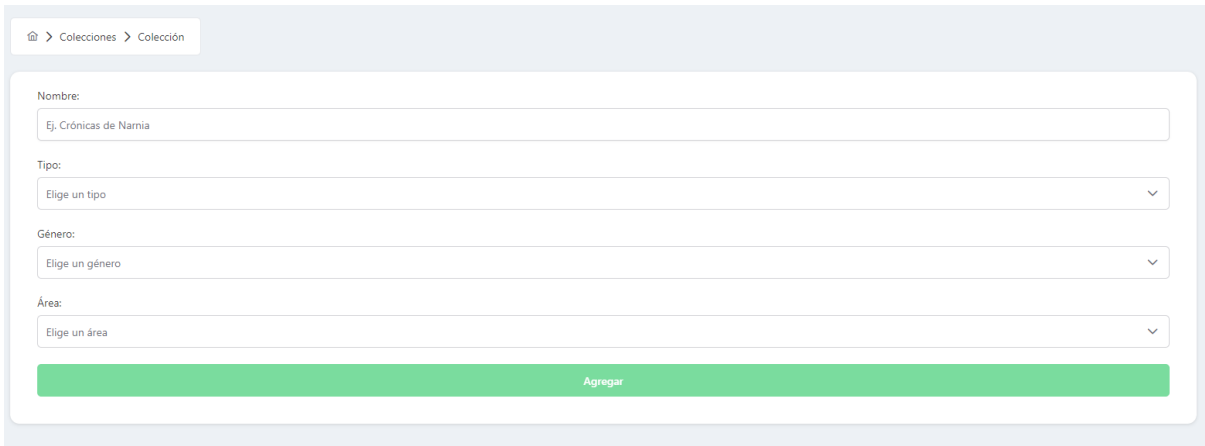 Colecciones > Colección
Nombre:
Ej. Crónicas de Narnia
Tipo:
Elige un tipo
Género:
Elige un género
Área:
Elige un área
Agregar